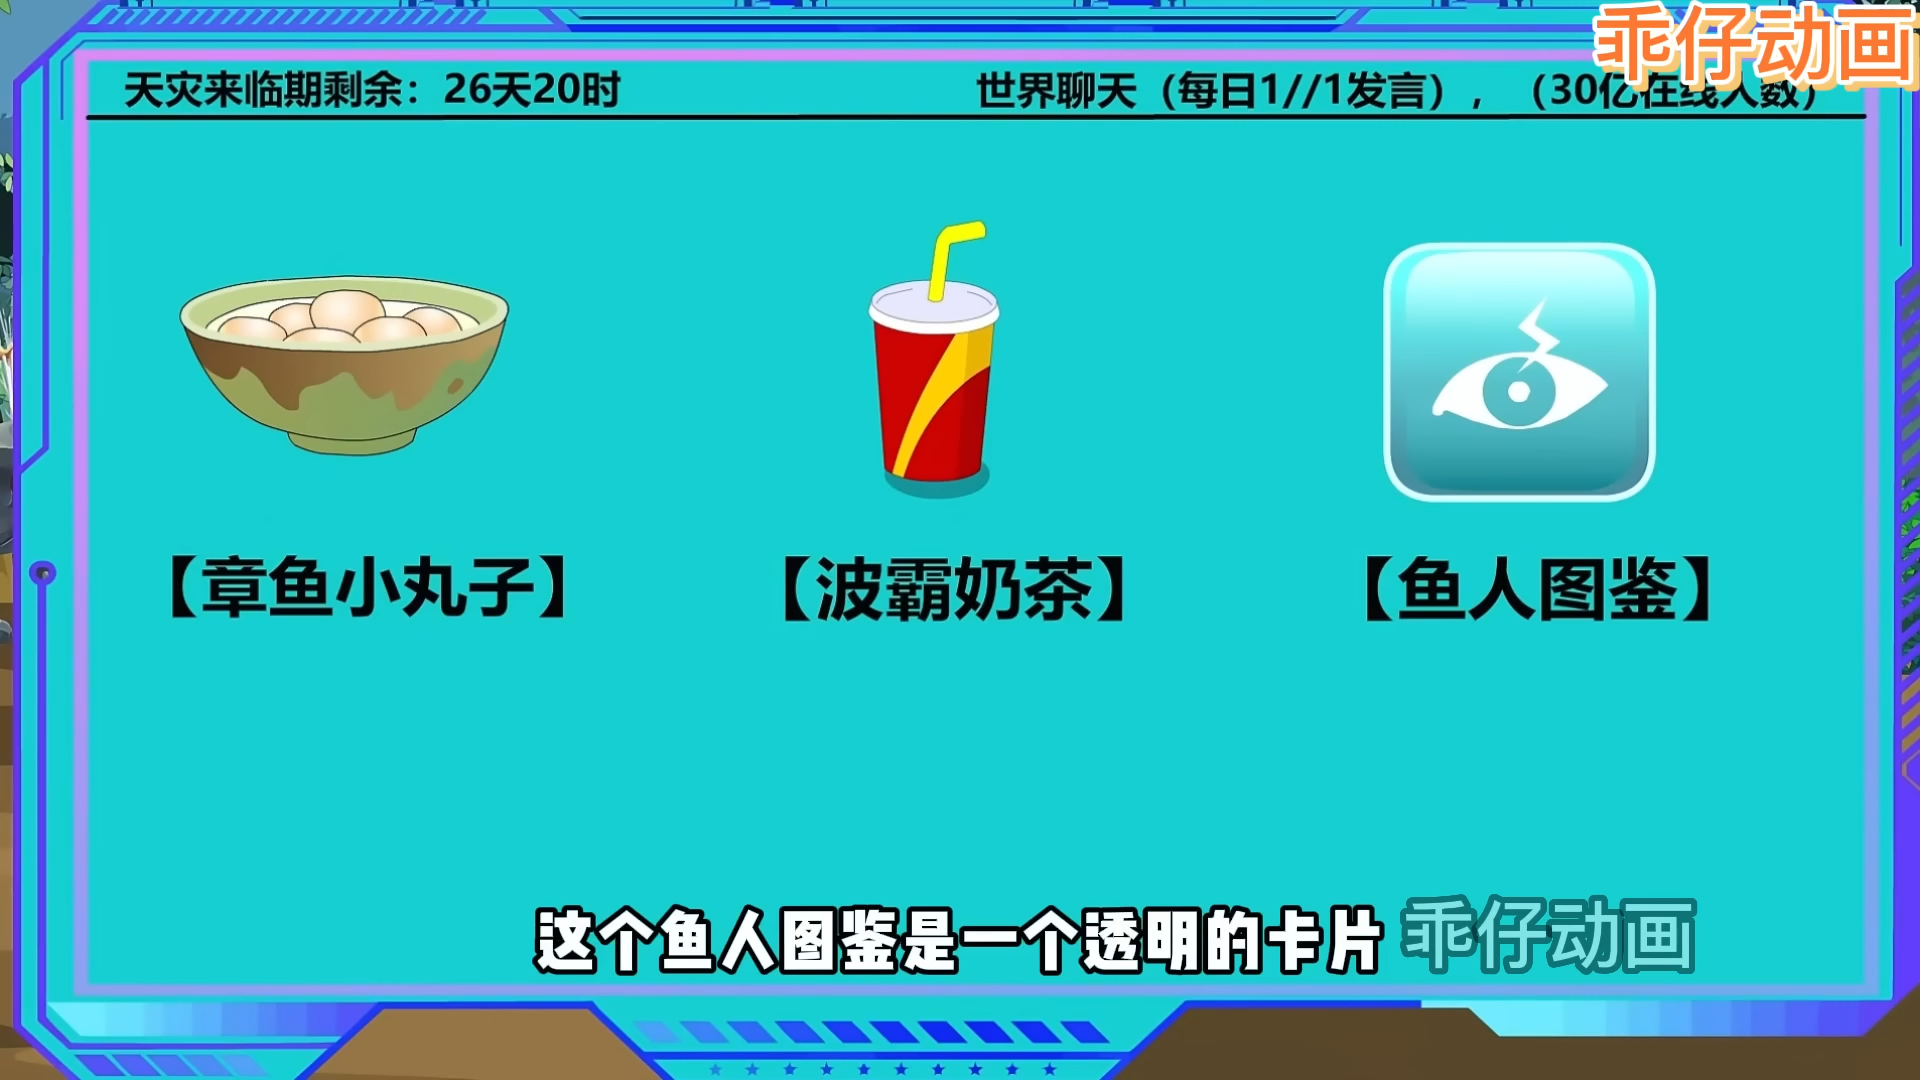 乖仔动画
天灾来临期剩余：26天20时
世界聊天（每日1//1发言），（30亿在线人数）
【章鱼小丸子】
【波霸奶茶】
【鱼人图鉴】
这个鱼人图鉴是一个透明的卡片
乖仔动画